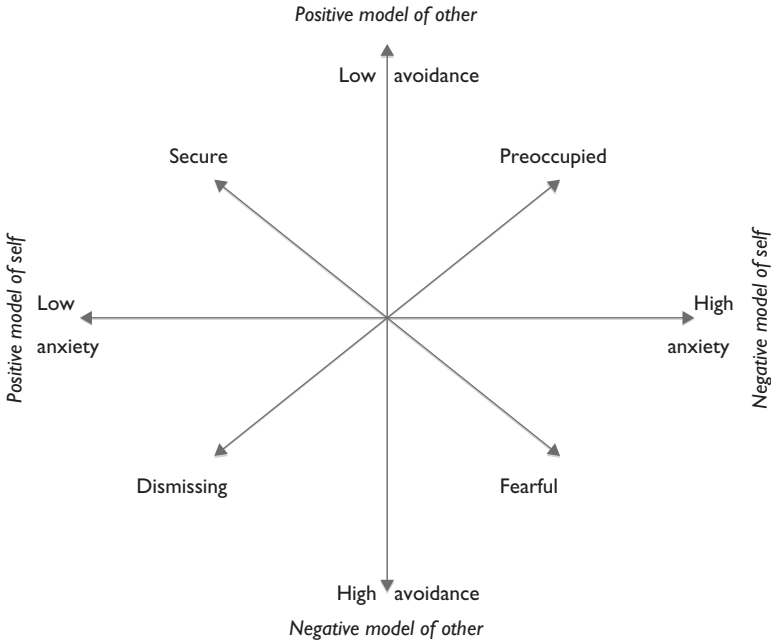 Positive model of other
Low avoidance
Secure
Preoccupied
Positive model of self
Negative model of self
Low
High
anxiety
anxiety
Dismissing
Fearful
High avoidance
Negative model of other